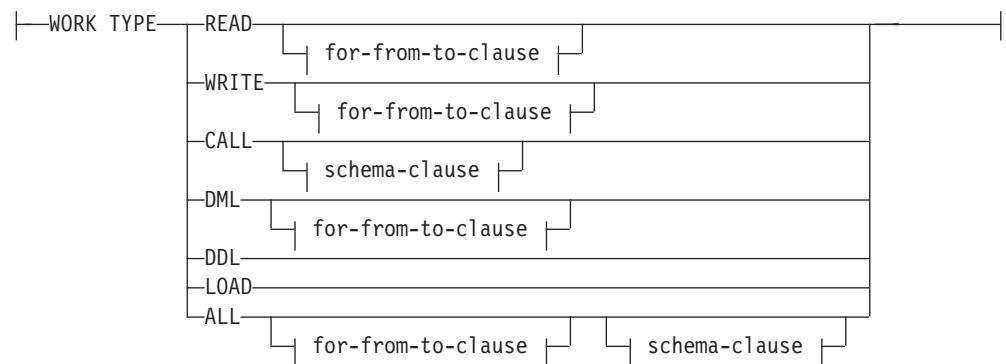 WORK TYPE READ
for-from-to-clause
WRITE
for-from-to-clause
CALL
schema-clause
DML
for-from-to-clause
DDL
LOAD
ALL
for-from-to-clause schema-clause